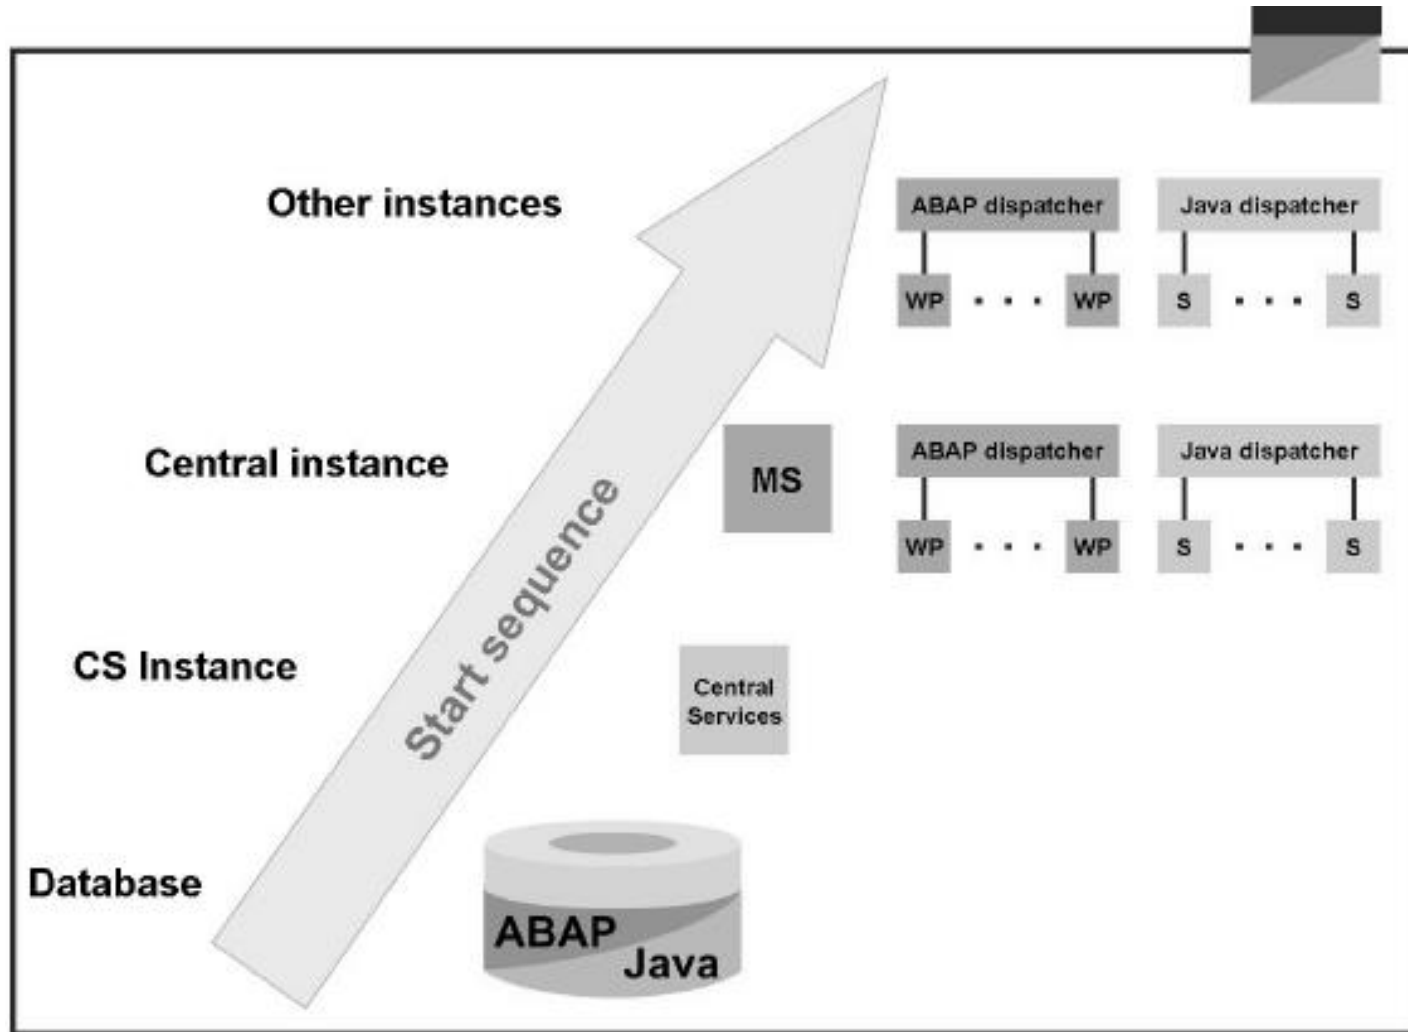 Other instances
ABAP dispatcher
Java dispatcher
WP . . . WP
S . . . S
Central instance
MS
ABAP dispatcher
Java dispatcher
WP . . . WP
S . . . S
Start sequence
CS Instance
Central
Services
Database
ABAP
Java